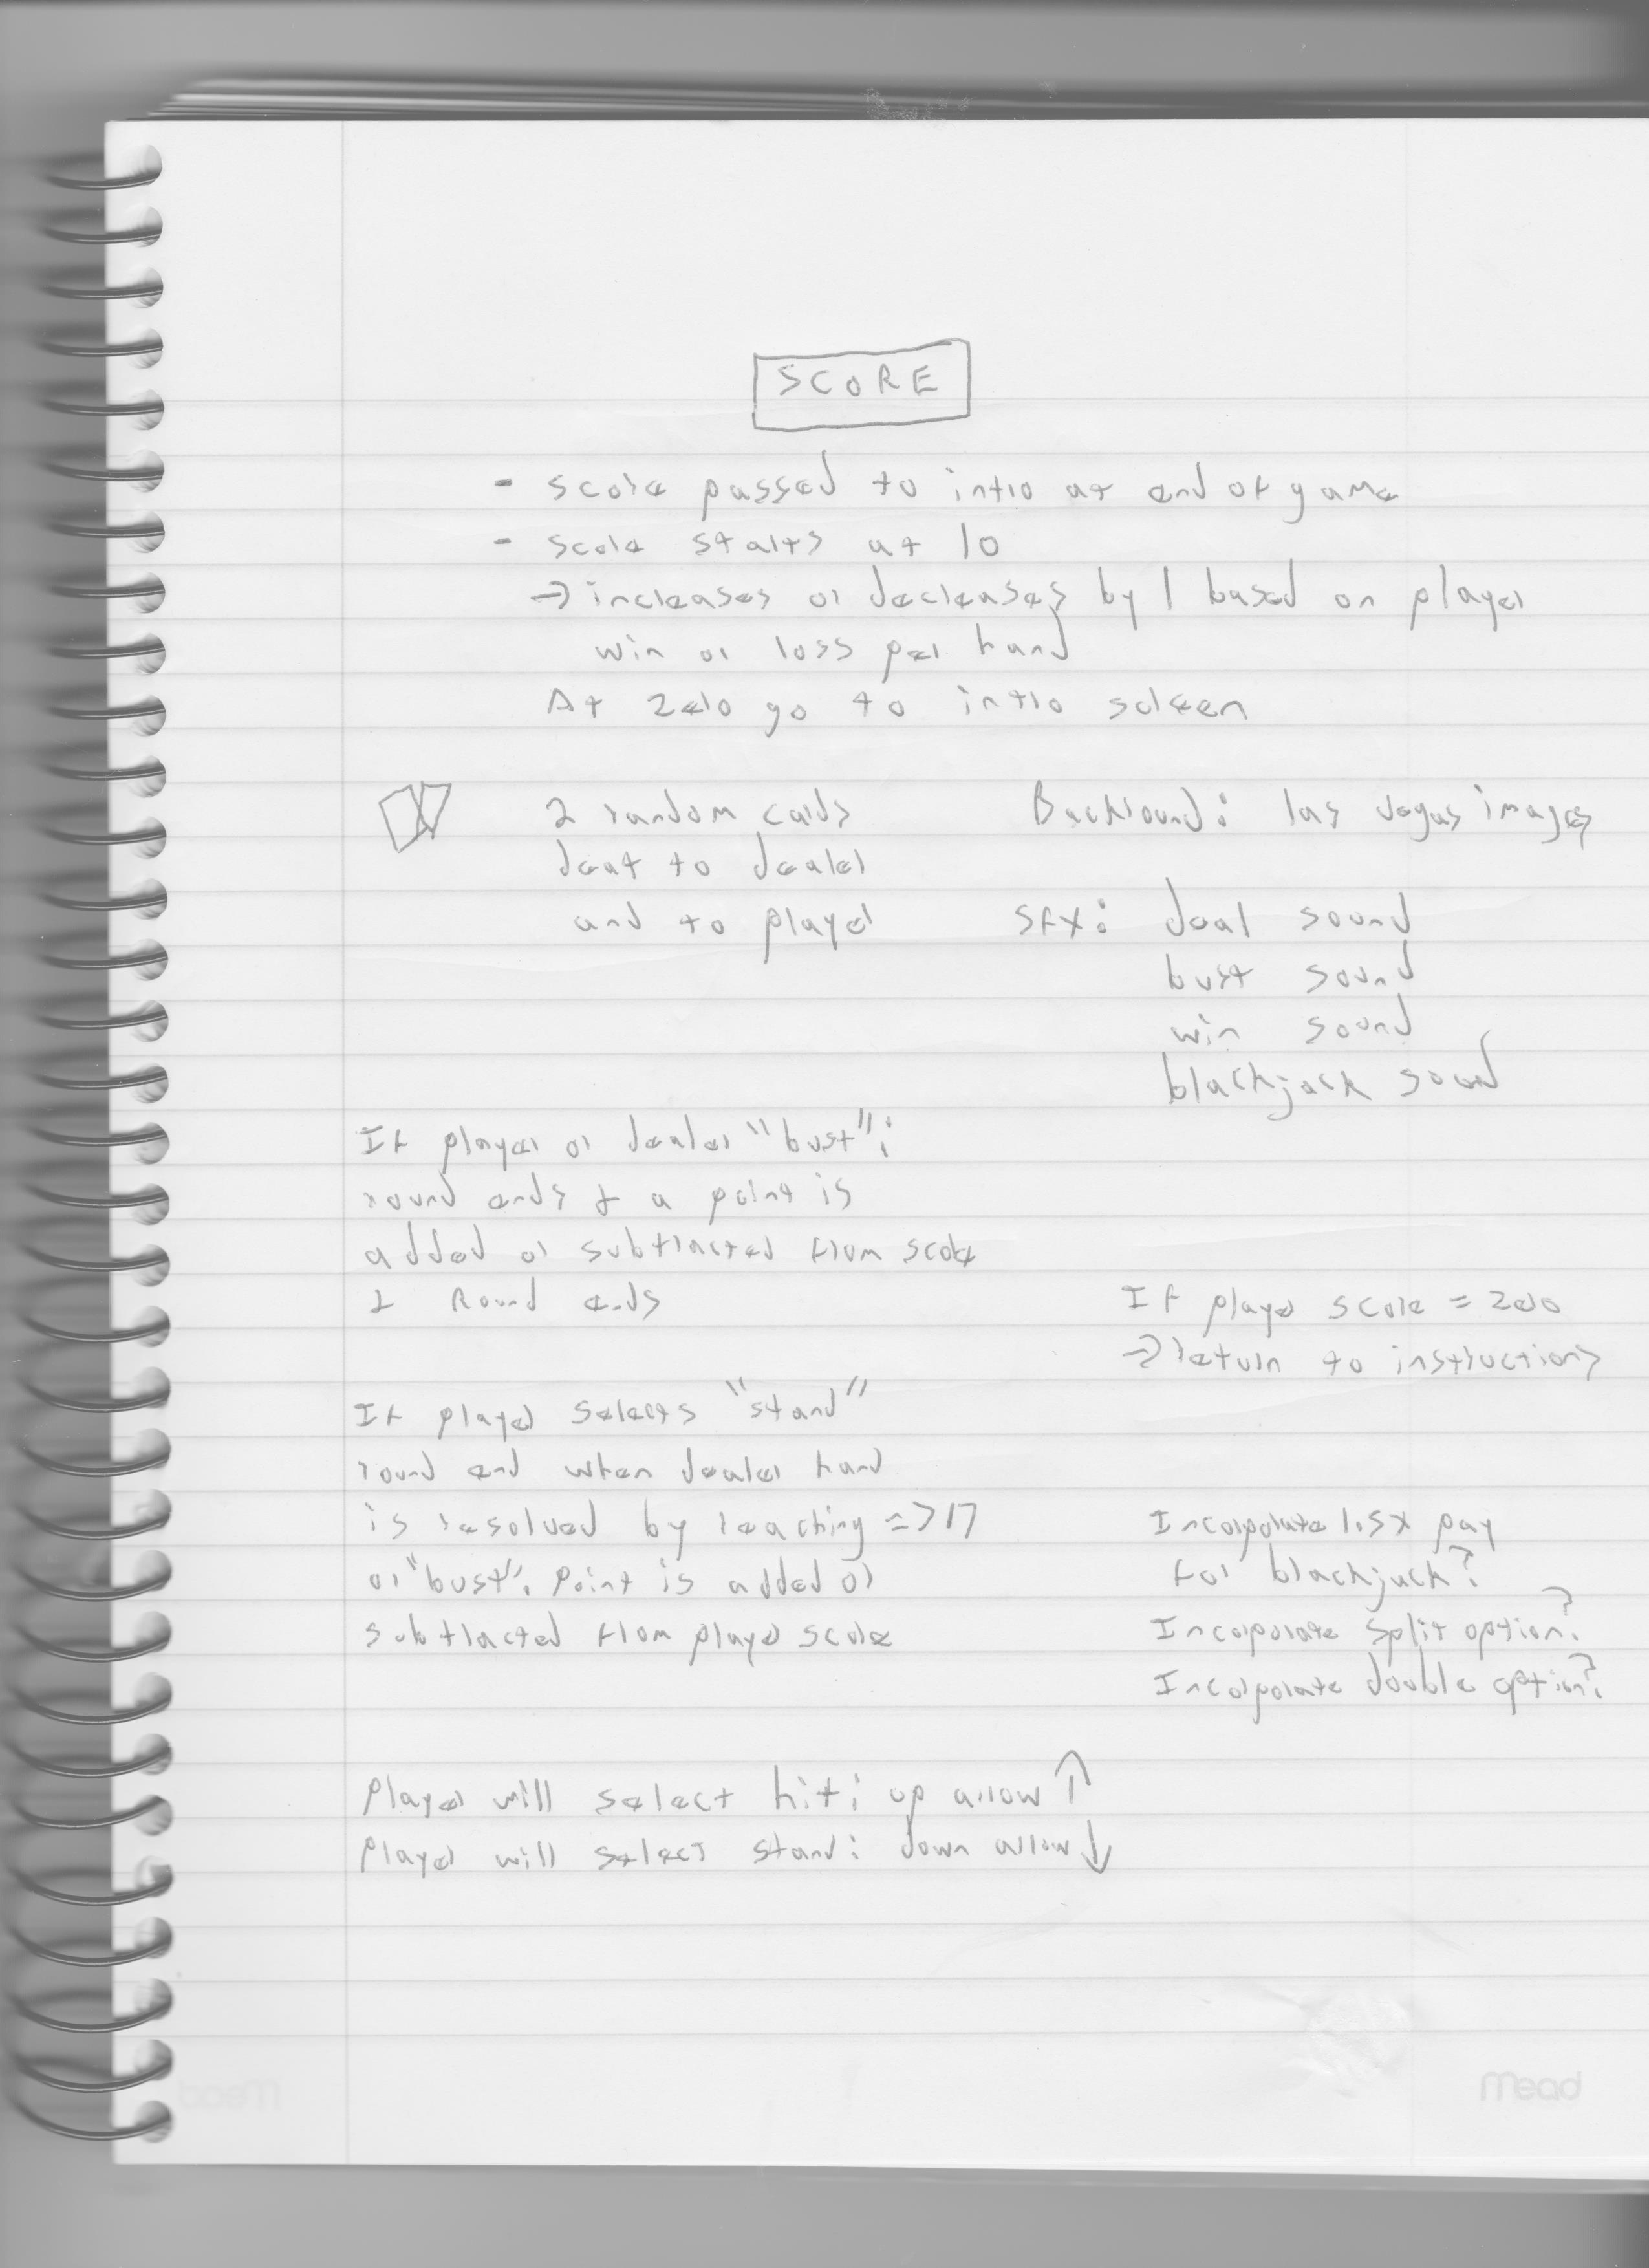 SCORE
- score passed to intro at end of game
- score starts at 10
→ increases or decreases by 1 based on player
win or loss per hand
At zero go to intro screen
2 random cards
deat to dealer
and to player
Backround: las vegas images
SFX: deal sound
bust sound
win sound
blackjack sound
If player or dealer "bust":
round ends & a point is
added or subtracted from score
& Round ends
If player score = zero
→ return to instructions
If player selects "stand"
round end when dealer hand
is resolved by reaching =>17
or "bust". Point is added or
subtracted from player score
Incorporate 1.5x pay
for blackjack?
Incorporate split option?
Incorporate double option?
Player will select hit: up arrow ↑
Player will select stand: down arrow ↓
Mead